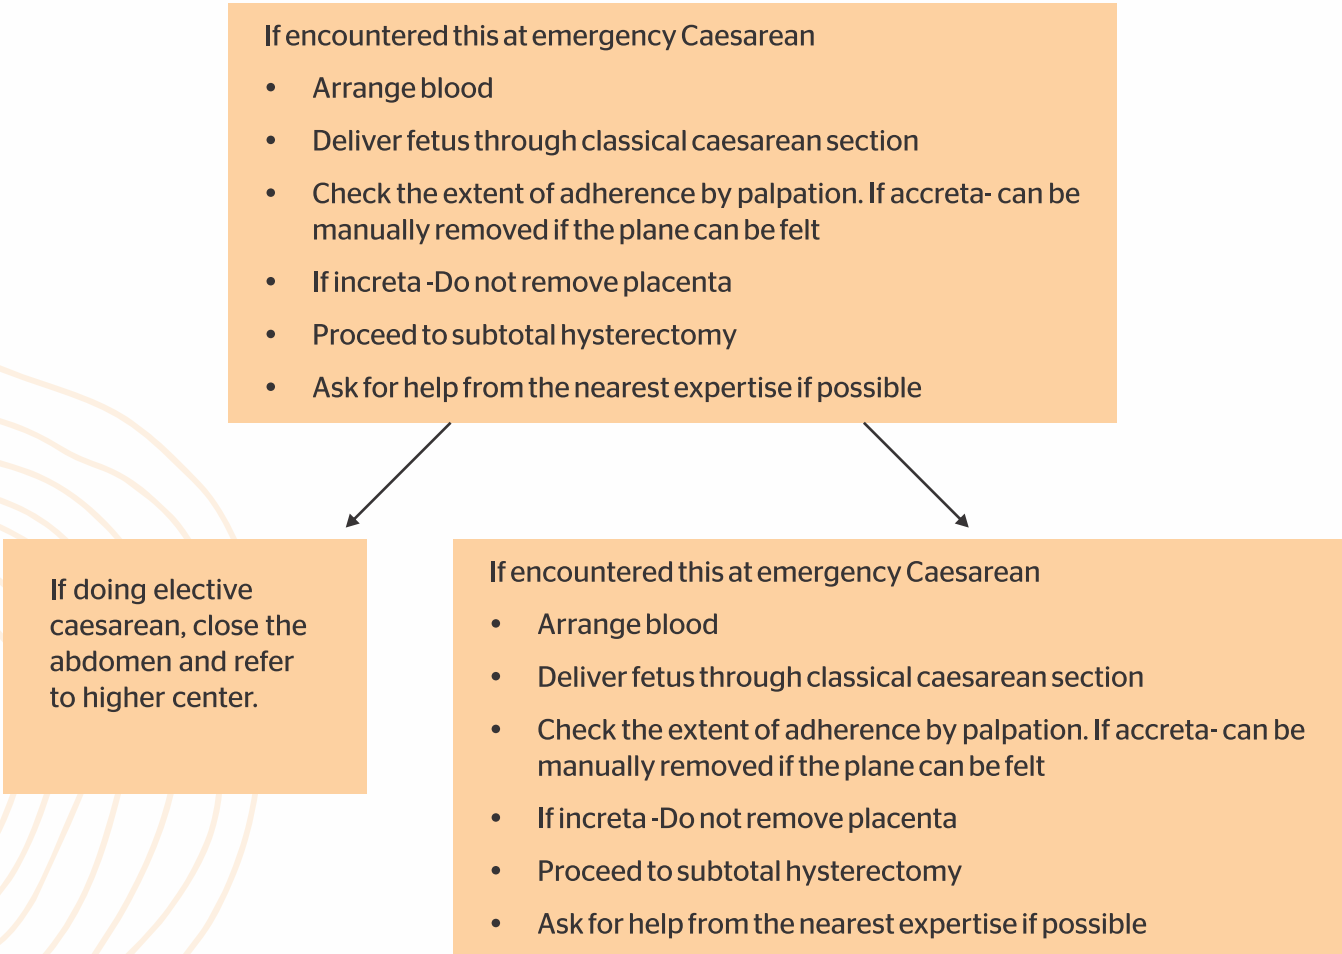 If encountered this at emergency Caesarean
• Arrange blood
• Deliver fetus through classical caesarean section
• Check the extent of adherence by palpation. If accreta- can be
manually removed if the plane can be felt
• If increta -Do not remove placenta
• Proceed to subtotal hysterectomy
• Ask for help from the nearest expertise if possible
If doing elective
caesarean, close the
abdomen and refer
to higher center.
If encountered this at emergency Caesarean
• Arrange blood
• Deliver fetus through classical caesarean section
• Check the extent of adherence by palpation. If accreta- can be
manually removed if the plane can be felt
• If increta -Do not remove placenta
• Proceed to subtotal hysterectomy
• Ask for help from the nearest expertise if possible